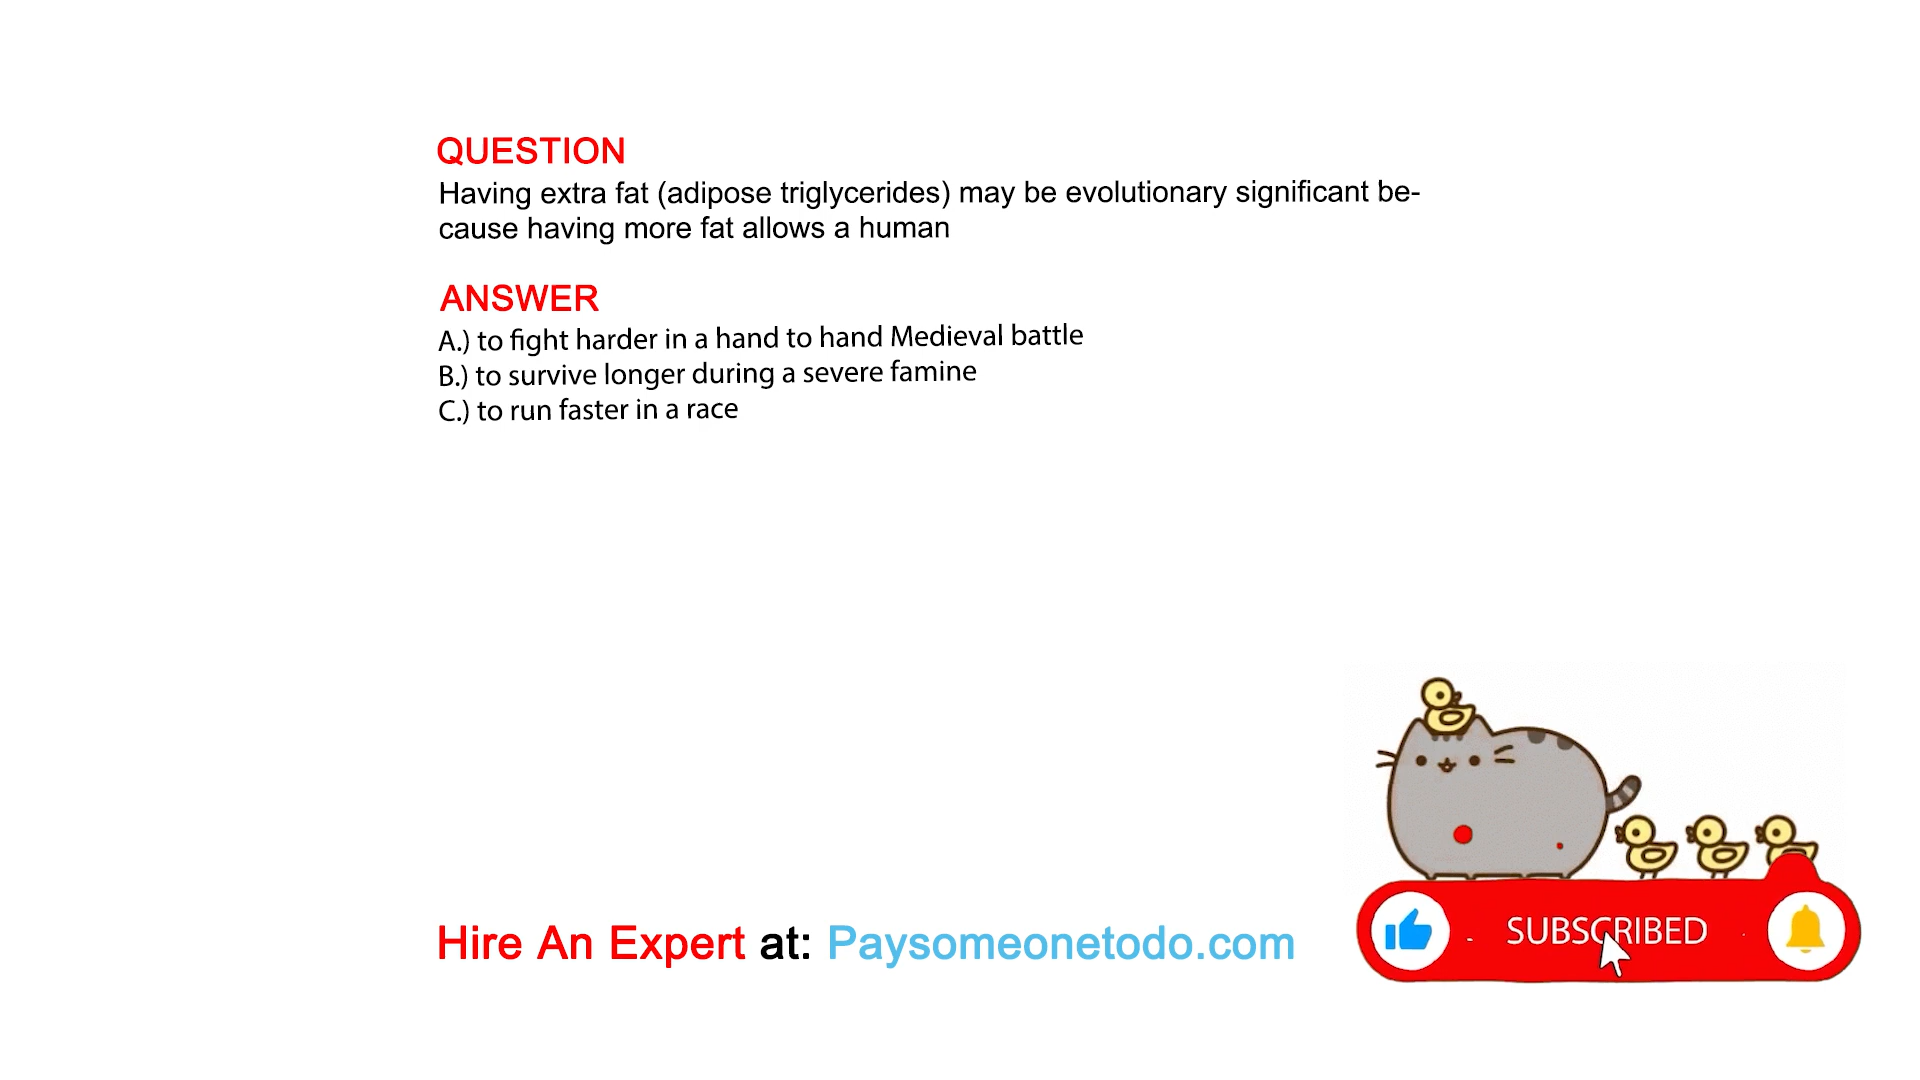 QUESTION
Having extra fat (adipose triglycerides) may be evolutionary significant be-
cause having more fat allows a human
ANSWER
A.) to fight harder in a hand to hand Medieval battle
B.) to survive longer during a severe famine
C.) to run faster in a race
Hire An Expert at: Paysomeonetodo.com
SUBSCRIBED